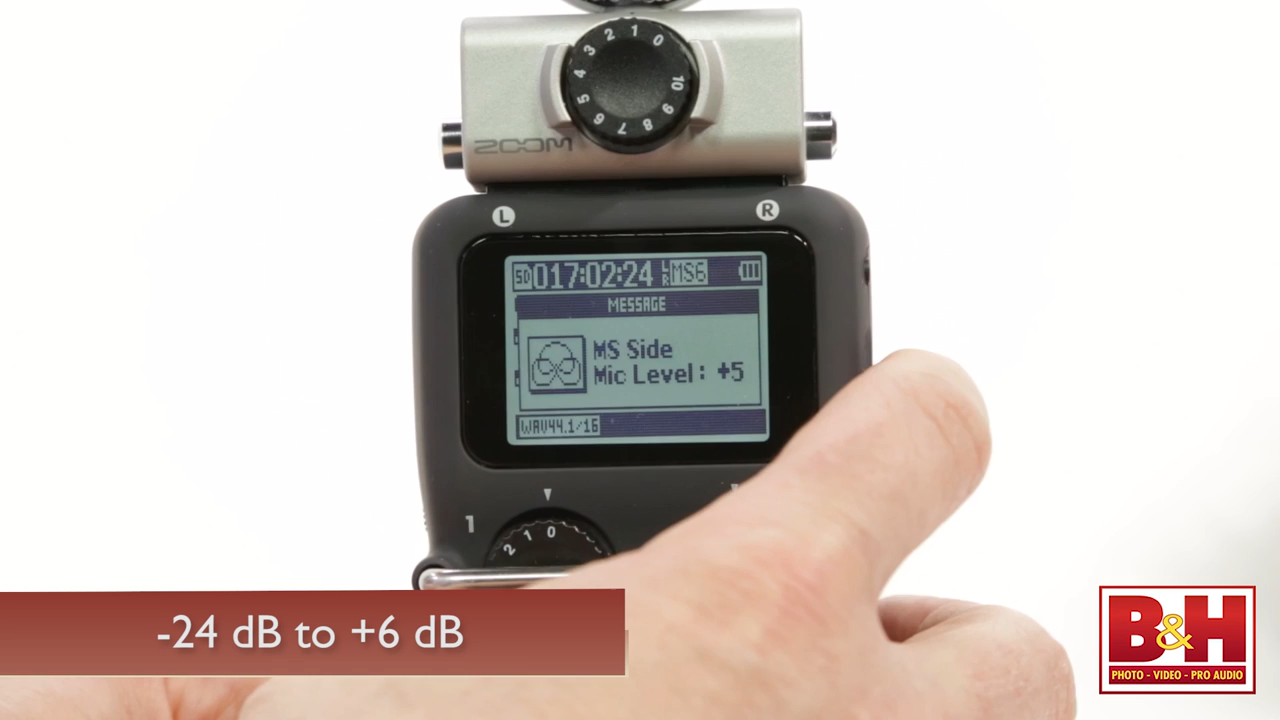 3 2 1 0
4 10
5 9
6 7 8
ZOOM
L R
SD 017:02:24 L R MS6
MESSAGE
MS Side
Mic Level : +5
WAV44.1/16
1
2 1 0
-24 dB to +6 dB
B&H
PHOTO - VIDEO - PRO AUDIO